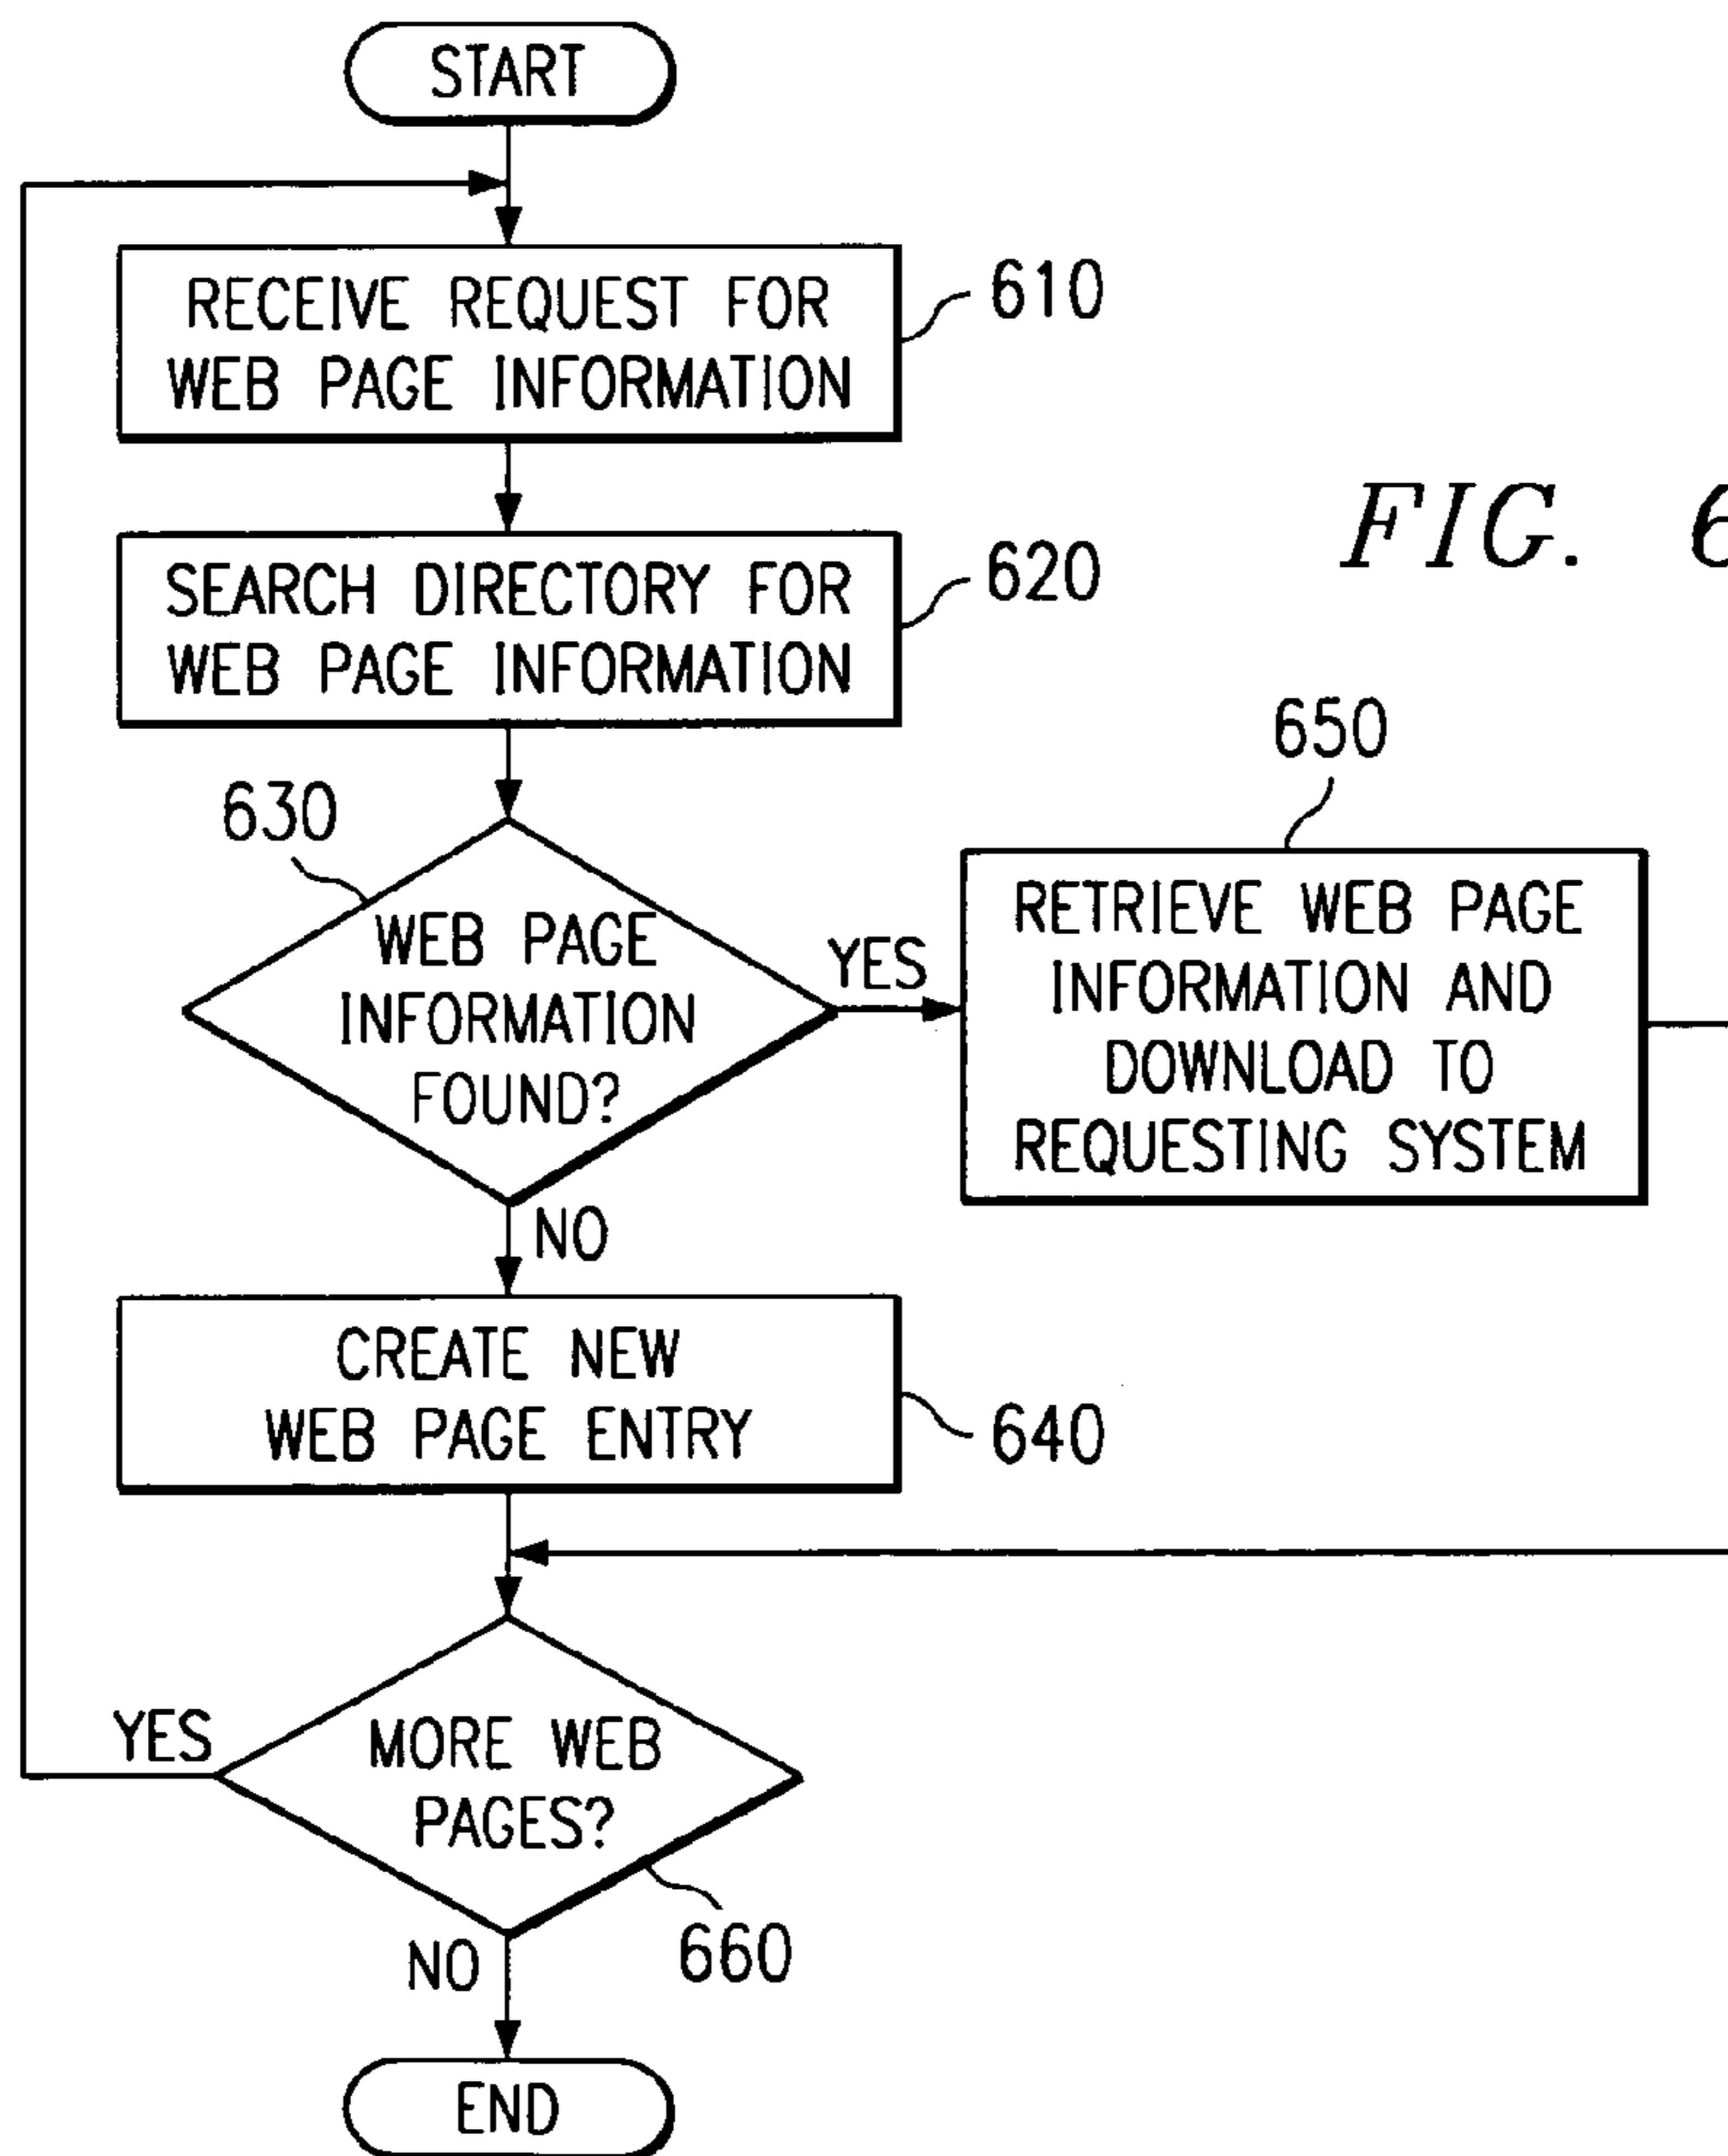 START
RECEIVE REQUEST FOR
WEB PAGE INFORMATION
610
SEARCH DIRECTORY FOR
WEB PAGE INFORMATION
620
FIG. 6
630
WEB PAGE
INFORMATION
FOUND?
YES
650
RETRIEVE WEB PAGE
INFORMATION AND
DOWNLOAD TO
REQUESTING SYSTEM
NO
CREATE NEW
WEB PAGE ENTRY
640
YES
MORE WEB
PAGES?
660
NO
END